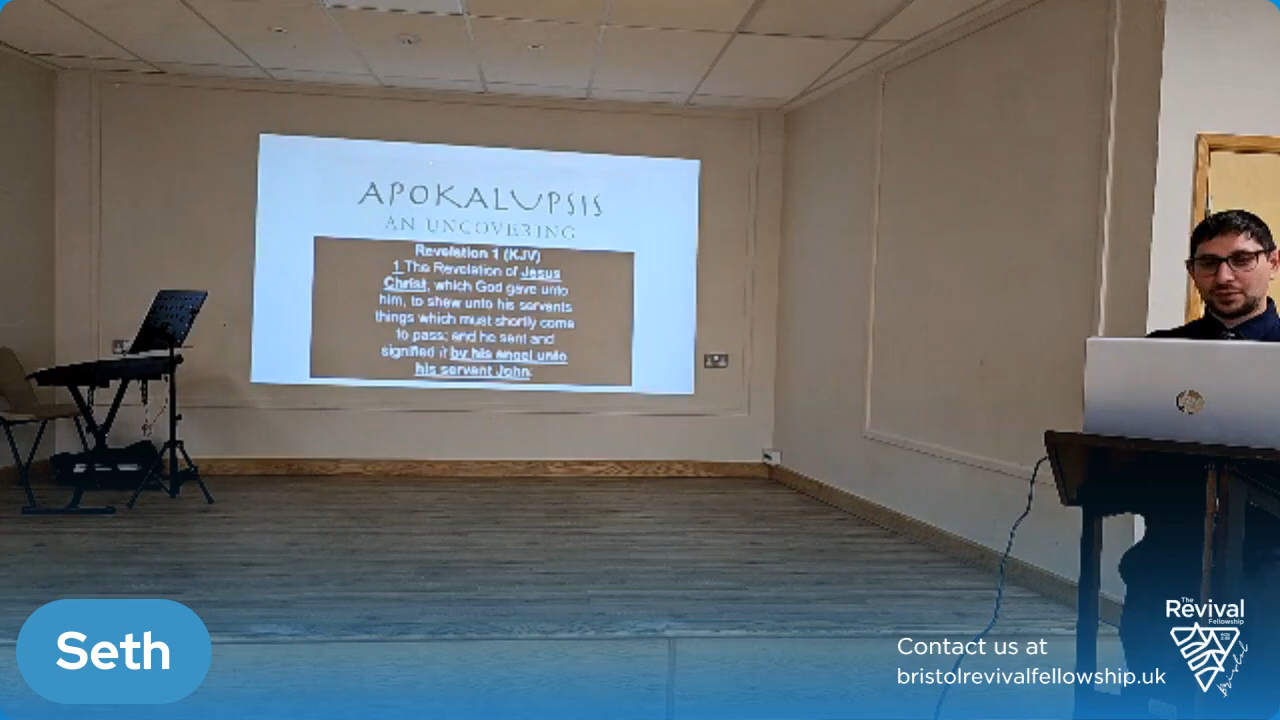 APOKALUPSIS
AN UNCOVERING
Revelation 1 (KJV)
1 The Revelation of Jesus
Christ, which God gave unto
him, to shew unto his servants
things which must shortly come
to pass; and he sent and
signified it by his angel unto
his servant John:
Seth
Contact us at
bristolrevivalfellowship.uk
The
Revival
Fellowship
bristol